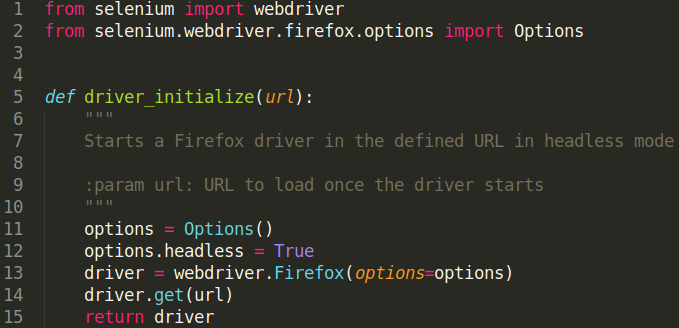 1 from selenium import webdriver
2 from selenium.webdriver.firefox.options import Options
3
4
5 def driver_initialize(url):
6     """
7     Starts a Firefox driver in the defined URL in headless mode
8
9     :param url: URL to load once the driver starts
10     """
11     options = Options()
12     options.headless = True
13     driver = webdriver.Firefox(options=options)
14     driver.get(url)
15     return driver